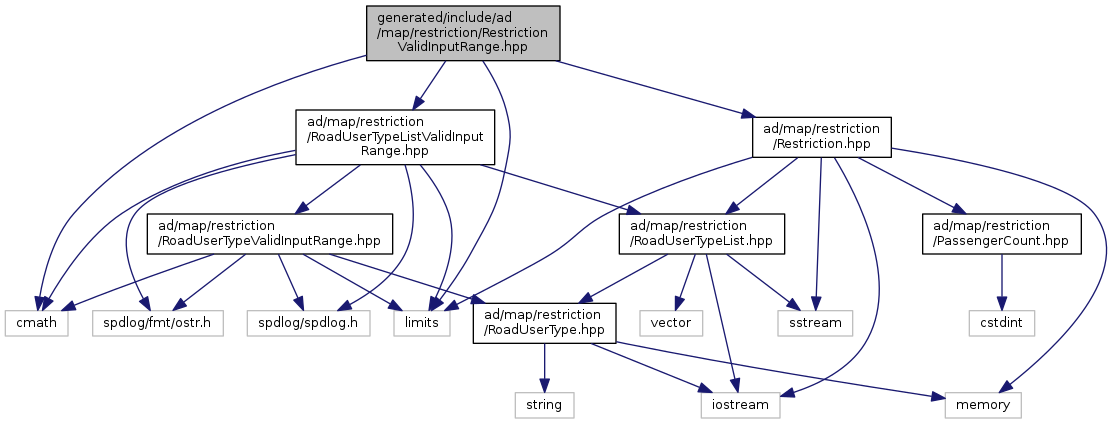 generated/include/ad
/map/restriction/Restriction
ValidInputRange.hpp
ad/map/restriction
/RoadUserTypeListValidInput
Range.hpp
ad/map/restriction
/Restriction.hpp
ad/map/restriction
/RoadUserTypeValidInputRange.hpp
ad/map/restriction
/RoadUserTypeList.hpp
ad/map/restriction
/PassengerCount.hpp
cmath
spdlog/fmt/ostr.h
spdlog/spdlog.h
limits
ad/map/restriction
/RoadUserType.hpp
vector
sstream
cstdint
string
iostream
memory